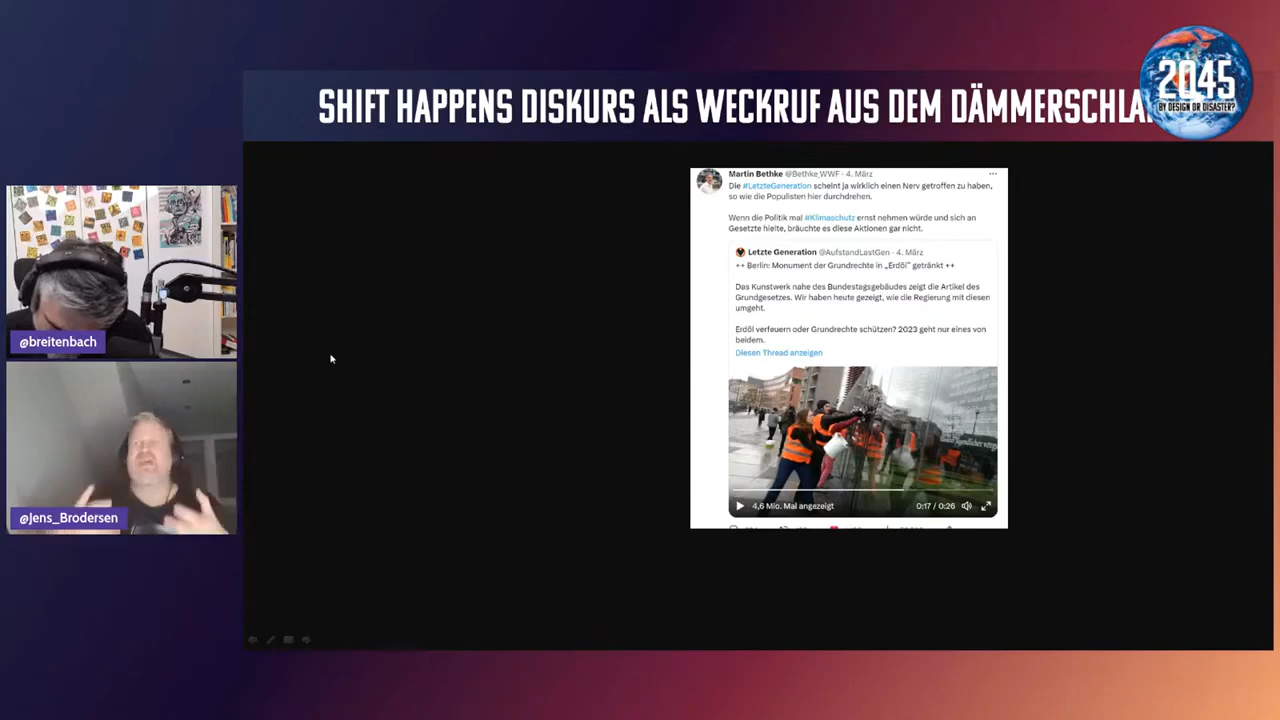 SHIFT HAPPENS DISKURS ALS WECKRUF AUS DEM DÄMMERSCHLA
2045
BY DESIGN OR DISASTER?
Martin Bethke @Bethke_WWF · 4. März
Die #LetzteGeneration scheint ja wirklich einen Nerv getroffen zu haben,
so wie die Populisten hier durchdrehen.
Wenn die Politik mal #Klimaschutz ernst nehmen würde und sich an
Gesetzte hielte, bräuchte es diese Aktionen gar nicht.
Letzte Generation @AufstandLastGen · 4. März
++ Berlin: Monument der Grundrechte in „Erdöl" getränkt ++
Das Kunstwerk nahe des Bundestagsgebäudes zeigt die Artikel des
Grundgesetzes. Wir haben heute gezeigt, wie die Regierung mit diesen
umgeht.
Erdöl verfeuern oder Grundrechte schützen? 2023 geht nur eines von
beidem.
Diesen Thread anzeigen
4,6 Mio. Mal angezeigt
0:17 / 0:26
@breitenbach
@Jens_Brodersen